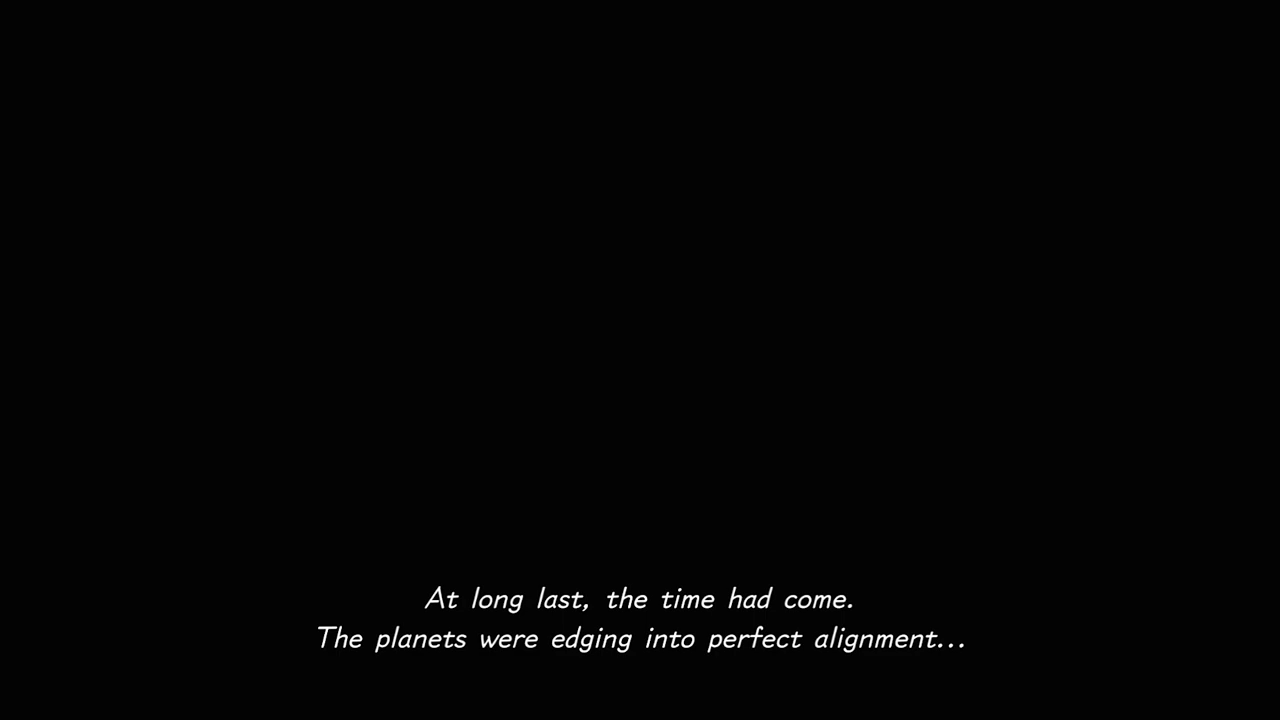 At long last, the time had come.
The planets were edging into perfect alignment...